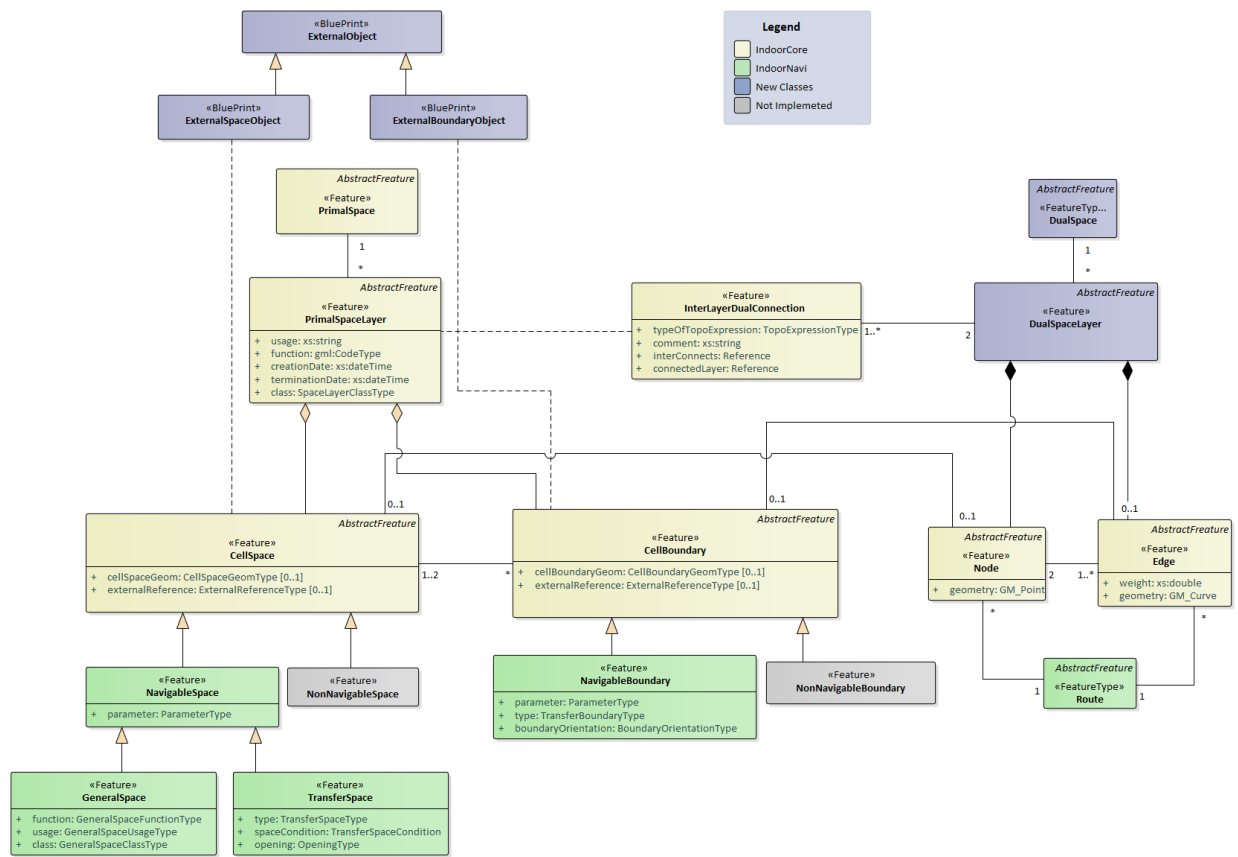 «BluePrint»
ExternalObject
Legend
IndoorCore
IndoorNavi
New Classes
Not Implemeted
«BluePrint»
ExternalSpaceObject
«BluePrint»
ExternalBoundaryObject
AbstractFreature
«Feature»
PrimalSpace
1
*
AbstractFreature
«FeatureTyp...
DualSpace
1
*
AbstractFreature
«Feature»
PrimalSpaceLayer
+ usage: xs:string
+ function: gml:CodeType
+ creationDate: xs:dateTime
+ terminationDate: xs:dateTime
+ class: SpaceLayerClassType
«Feature»
InterLayerDualConnection
+ typeOfTopoExpression: TopoExpressionType
+ comment: xs:string
+ interConnects: Reference
+ connectedLayer: Reference
1..*
2
AbstractFreature
«Feature»
DualSpaceLayer
0..1
0..1
0..1
0..1
AbstractFreature
«Feature»
CellSpace
+ cellSpaceGeom: CellSpaceGeomType [0..1]
+ externalReference: ExternalReferenceType [0..1]
1..2
*
AbstractFreature
«Feature»
CellBoundary
+ cellBoundaryGeom: CellBoundaryGeomType [0..1]
+ externalReference: ExternalReferenceType [0..1]
AbstractFreature
«Feature»
Node
+ geometry: GM_Point
2
1..*
*
AbstractFreature
«Feature»
Edge
+ weight: xs:double
+ geometry: GM_Curve
*
«Feature»
NavigableSpace
+ parameter: ParameterType
«Feature»
NonNavigableSpace
«Feature»
NavigableBoundary
+ parameter: ParameterType
+ type: TransferBoundaryType
+ boundaryOrientation: BoundaryOrientationType
«Feature»
NonNavigableBoundary
AbstractFreature
«FeatureType»
Route
1
1
«Feature»
GeneralSpace
+ function: GeneralSpaceFunctionType
+ usage: GeneralSpaceUsageType
+ class: GeneralSpaceClassType
«Feature»
TransferSpace
+ type: TransferSpaceType
+ spaceCondition: TransferSpaceCondition
+ opening: OpeningType